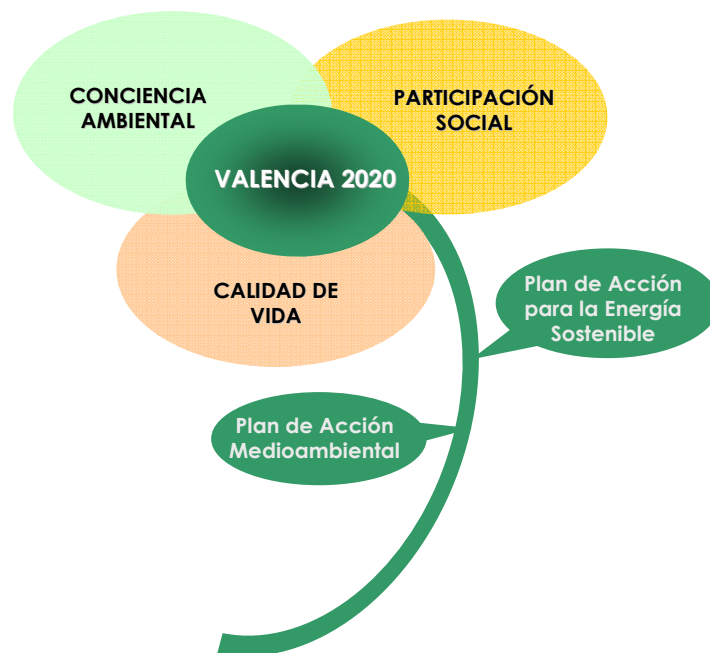 CONCIENCIA
AMBIENTAL
PARTICIPACIÓN
SOCIAL
VALENCIA 2020
CALIDAD DE
VIDA
Plan de Acción
para la Energía
Sostenible
Plan de Acción
Medioambiental